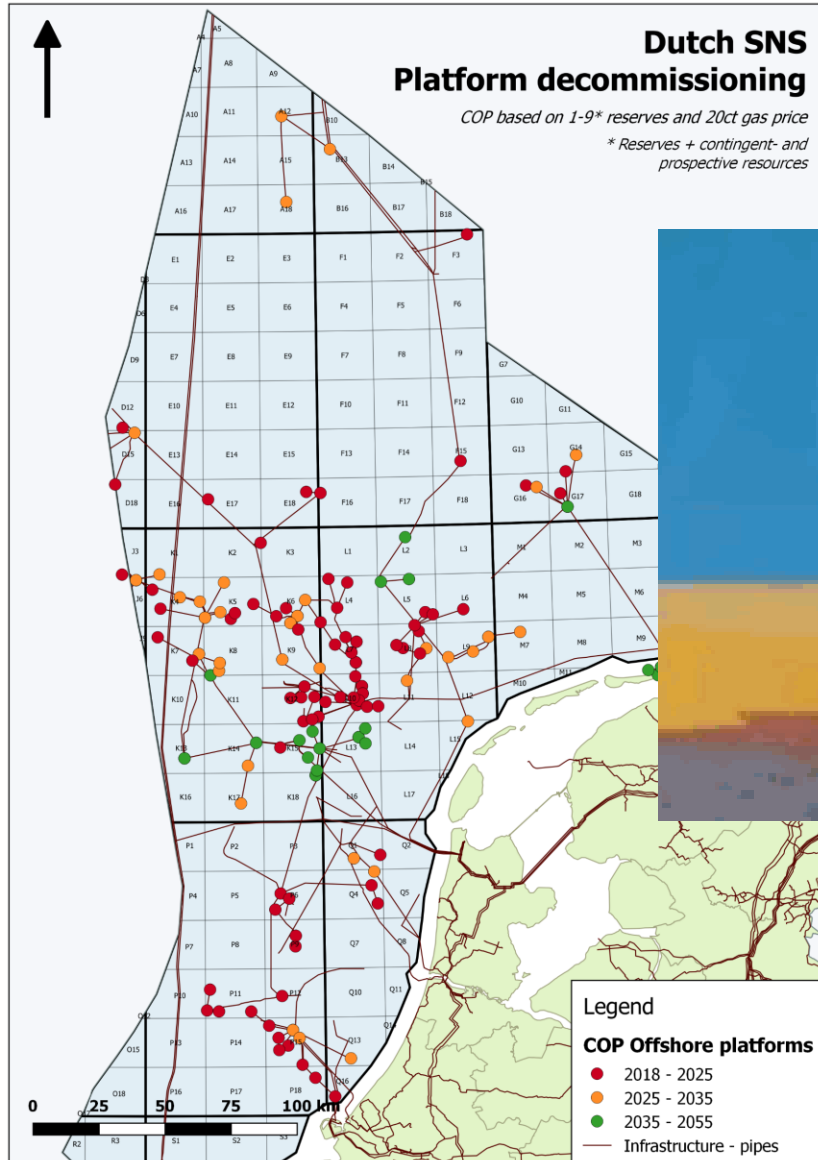 Dutch SNS
Platform decommissioning
COP based on 1-9* reserves and 20ct gas price
* Reserves + contingent- and
prospective resources
A5
A4
A8
A7
A9
A10
A11
A12
B10
A13
A14
A15
B13
B14
B15
A16
A17
A18
B16
B17
B18
E1
E2
E3
F1
F2
F3
E4
E5
E6
F4
F5
F6
D9
E7
E8
E9
F7
F8
F9
G7
D12
E10
E11
E12
F10
F11
F12
G10
G11
D15
E13
E14
E15
F13
F14
F15
G13
G14
G15
D18
E16
E17
E18
F16
F17
F18
G16
G17
G18
J3
K1
K2
K3
L1
L2
L3
M1
M2
M3
J6
K4
K5
K6
L4
L5
L6
M4
M5
M6
K7
K8
K9
L9
M7
M8
M9
K10
K11
L11
L12
M10
M11
K13
K14
K15
L13
L14
L15
K16
K17
K18
L16
L17
P1
P2
P3
Q1
Q2
P4
P5
P6
Q4
Q5
P7
P8
P9
Q7
Q8
P10
P11
P12
Q10
Q11
O12
O15
P13
P14
P15
Q13
Q14
O18
P16
P17
P18
Q16
R2
R3
S1
S2
S3
0 25 50 75 100 km
Legend
COP Offshore platforms
2018 - 2025
2025 - 2035
2035 - 2055
Infrastructure - pipes